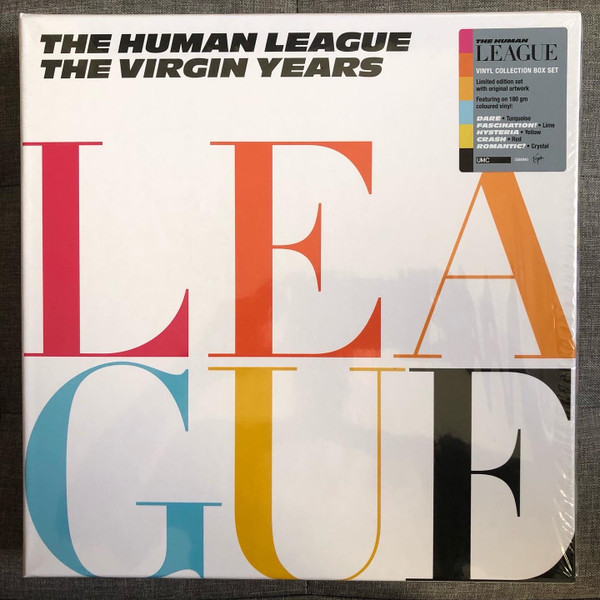 THE HUMAN LEAGUE
THE VIRGIN YEARS
THE HUMAN
LEAGUE
VINYL COLLECTION BOX SET
Limited edition set
with original artwork
Featuring on 180 gm
coloured vinyl:
DARE • Turquoise
FASCINATION! • Lime
HYSTERIA • Yellow
CRASH • Red
ROMANTIC? • Crystal
UMC
Virgin
LEA
GUE